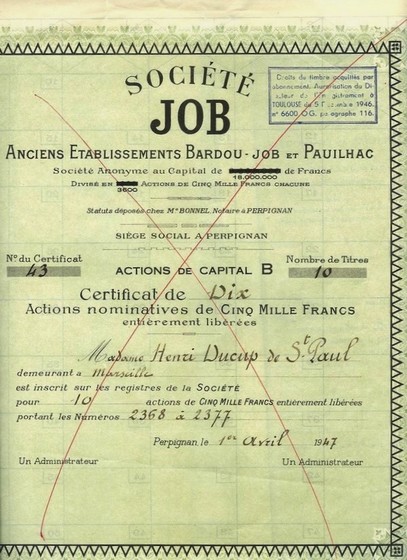 SOCIÉTÉ
JOB
Droits de timbre acquittés par
abonnement. Autorisation du Di-
recteur de l'Enregistrement à
TOULOUSE du 5 Décembre 1946.
n° 6600 O.G. paragraphe 116.
ANCIENS ETABLISSEMENTS BARDOU-JOB ET PAUILHAC
Société Anonyme au Capital de de Francs
18.000.000
DIVISÉ EN ACTIONS DE CINQ MILLE FRANCS CHACUNE
3600
Statuts déposés chez Me BONNEL, Notaire à PERPIGNAN
SIÈGE SOCIAL A PERPIGNAN
No du Certificat
43
ACTIONS DE CAPITAL B
Nombre de Titres
10
Certificat de Dix
Actions nominatives de CINQ MILLE FRANCS
entièrement libérées
Madame Henri Ducup de St Paul
demeurant à Marseille
est inscrit sur les registres de la SOCIÉTÉ
pour 10 actions de CINQ MILLE FRANCS entièrement libérées
portant les Numéros 2368 à 2377
Perpignan, le 1er Avril 1947
Un Administrateur
Un Administrateur